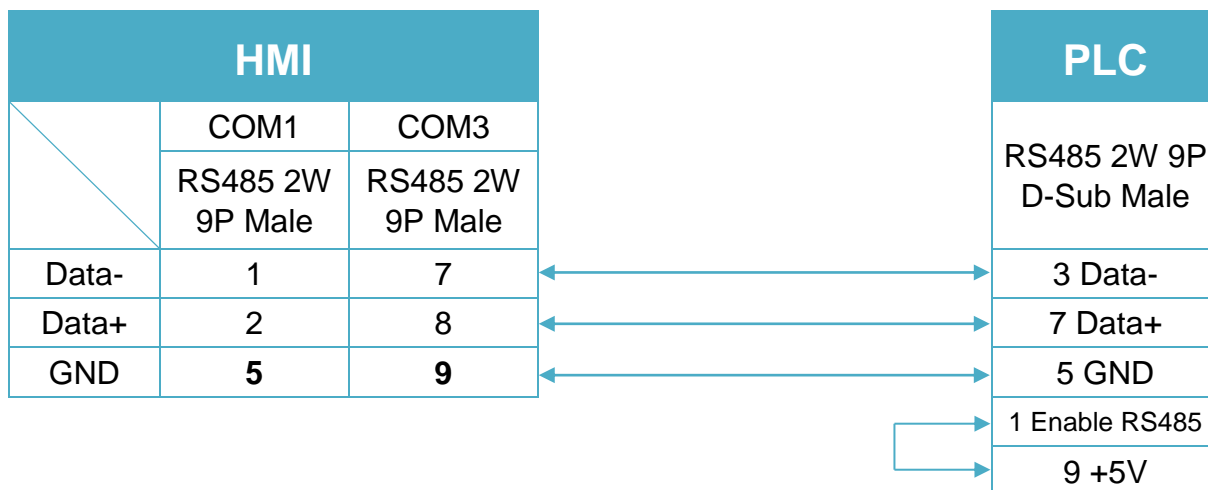 HMI
PLC
COM1
COM3
RS485 2W
9P Male
RS485 2W
9P Male
RS485 2W 9P
D-Sub Male
Data-
1
7
3 Data-
Data+
2
8
7 Data+
GND
5
9
5 GND
1 Enable RS485
9 +5V